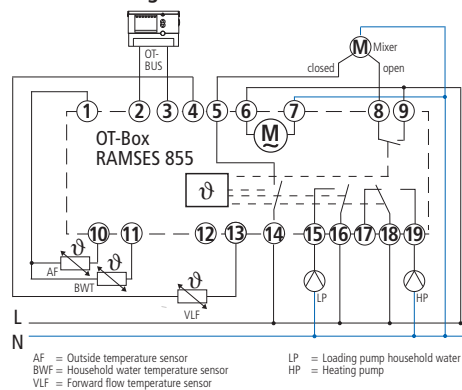 OT-
BUS
M Mixer
closed open
1 2 3 4 5 6 7 8 9
M
OT-Box
RAMSES 855
ϑ
10 11 12 13 14 15 16 17 18 19
ϑ
AF
ϑ
BWT
ϑ
VLF
LP
HP
L
N
AF = Outside temperature sensor
BWF = Household water temperature sensor
VLF = Forward flow temperature sensor
LP = Loading pump household water
HP = Heating pump